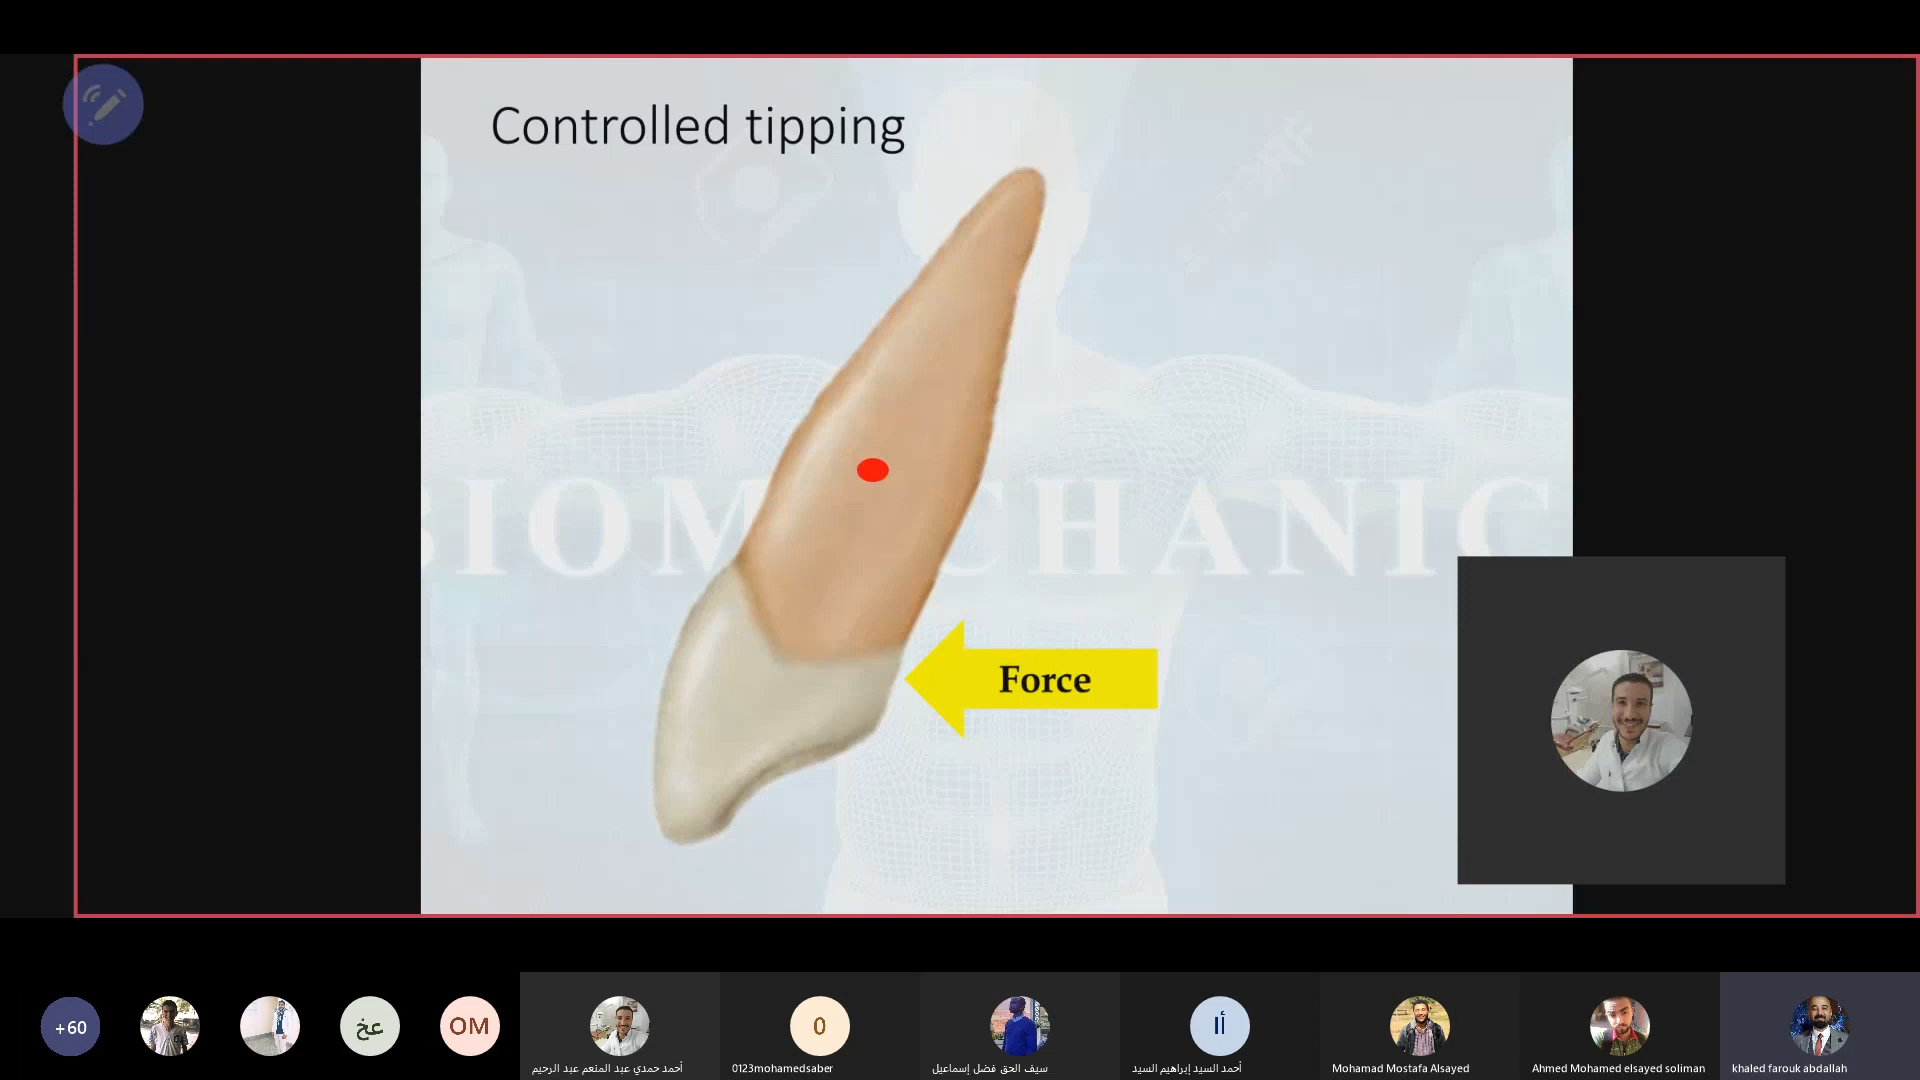 Controlled tipping
BIOMECHANIC
Force
+60
عخ
OM
أحمد حمدي عبد المنعم عبد الرحيم
0
0123mohamedsaber
سيف الحق فضل إسماعيل
أا
أحمد السيد إبراهيم السيد
Mohamad Mostafa Alsayed
Ahmed Mohamed elsayed soliman
khaled farouk abdallah